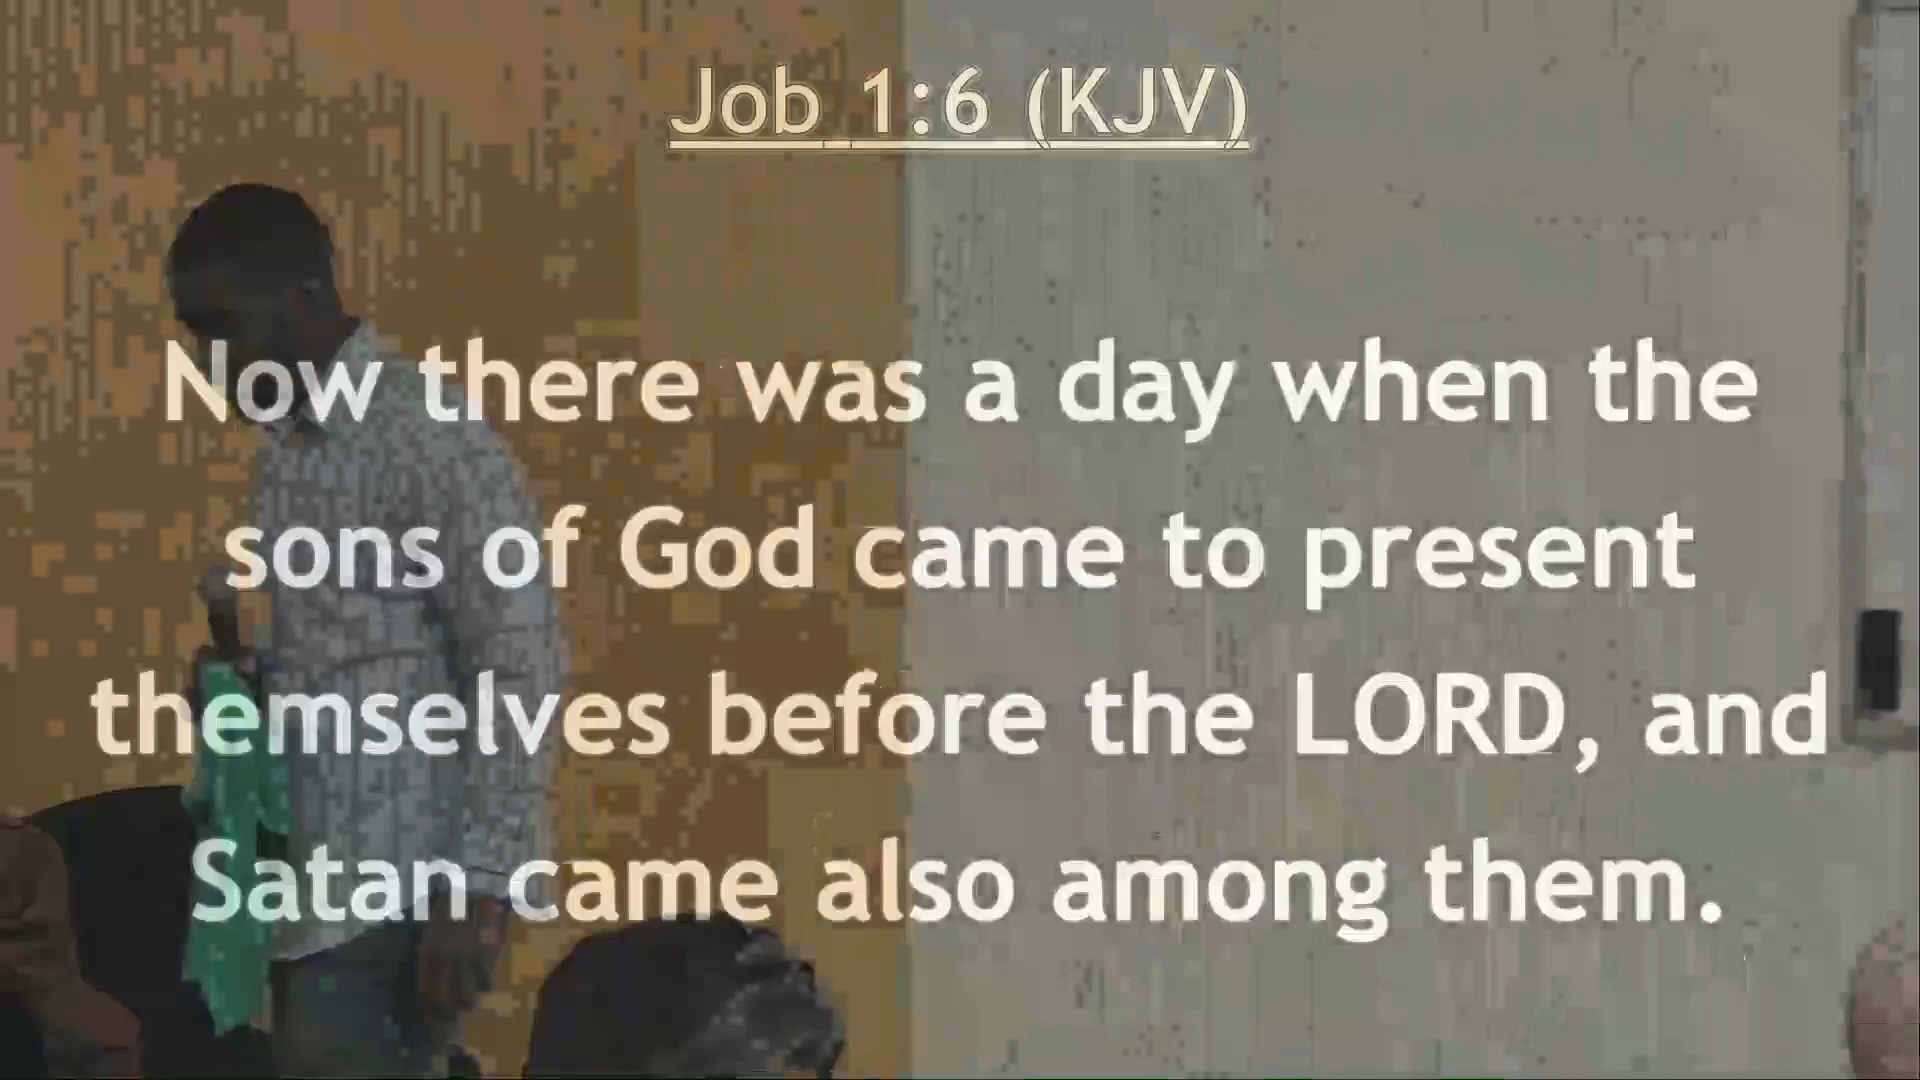 Job 1:6 (KJV)
Now there was a day when the
sons of God came to present
themselves before the LORD, and
Satan came also among them.